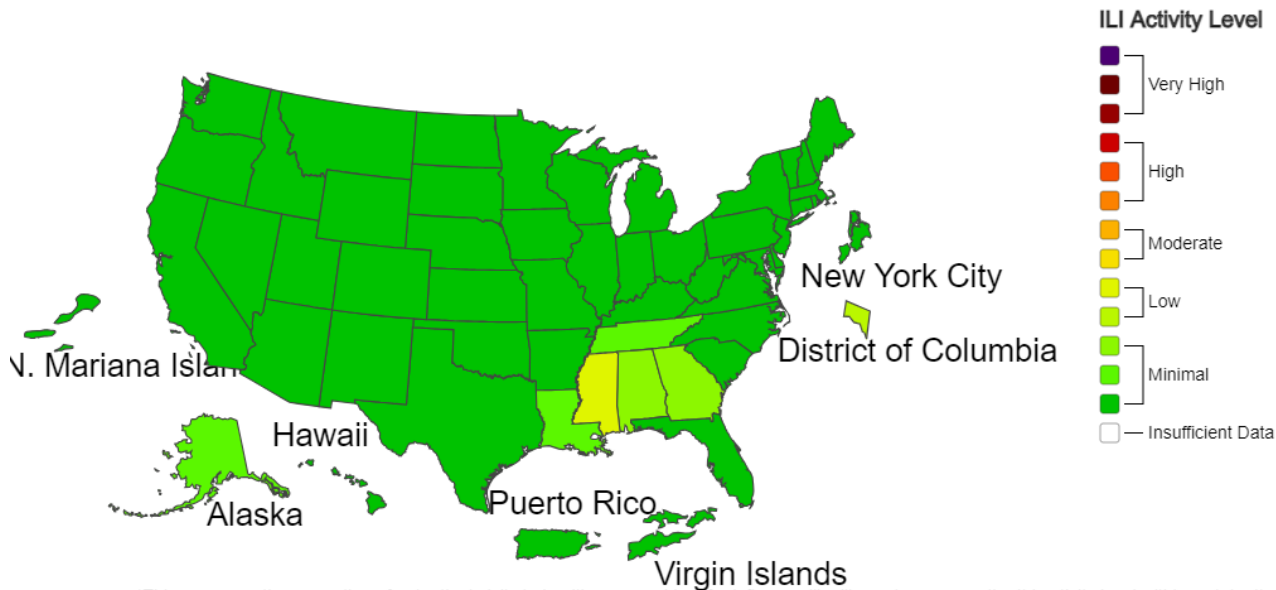 ILI Activity Level
Very High
High
Moderate
Low
Minimal
Insufficient Data
New York City
District of Columbia
N. Mariana Islan
Hawaii
Alaska
Puerto Rico
Virgin Islands